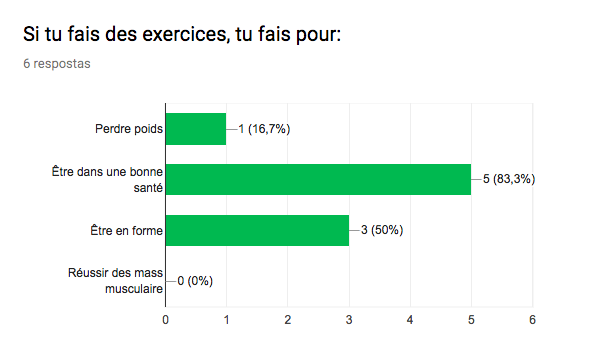 Si tu fais des exercices, tu fais pour:
6 respostas
Perdre poids
1 (16,7%)
Être dans une bonne
santé
5 (83,3%)
Être en forme
3 (50%)
Réussir des mass
musculaire
0 (0%)
0 1 2 3 4 5 6